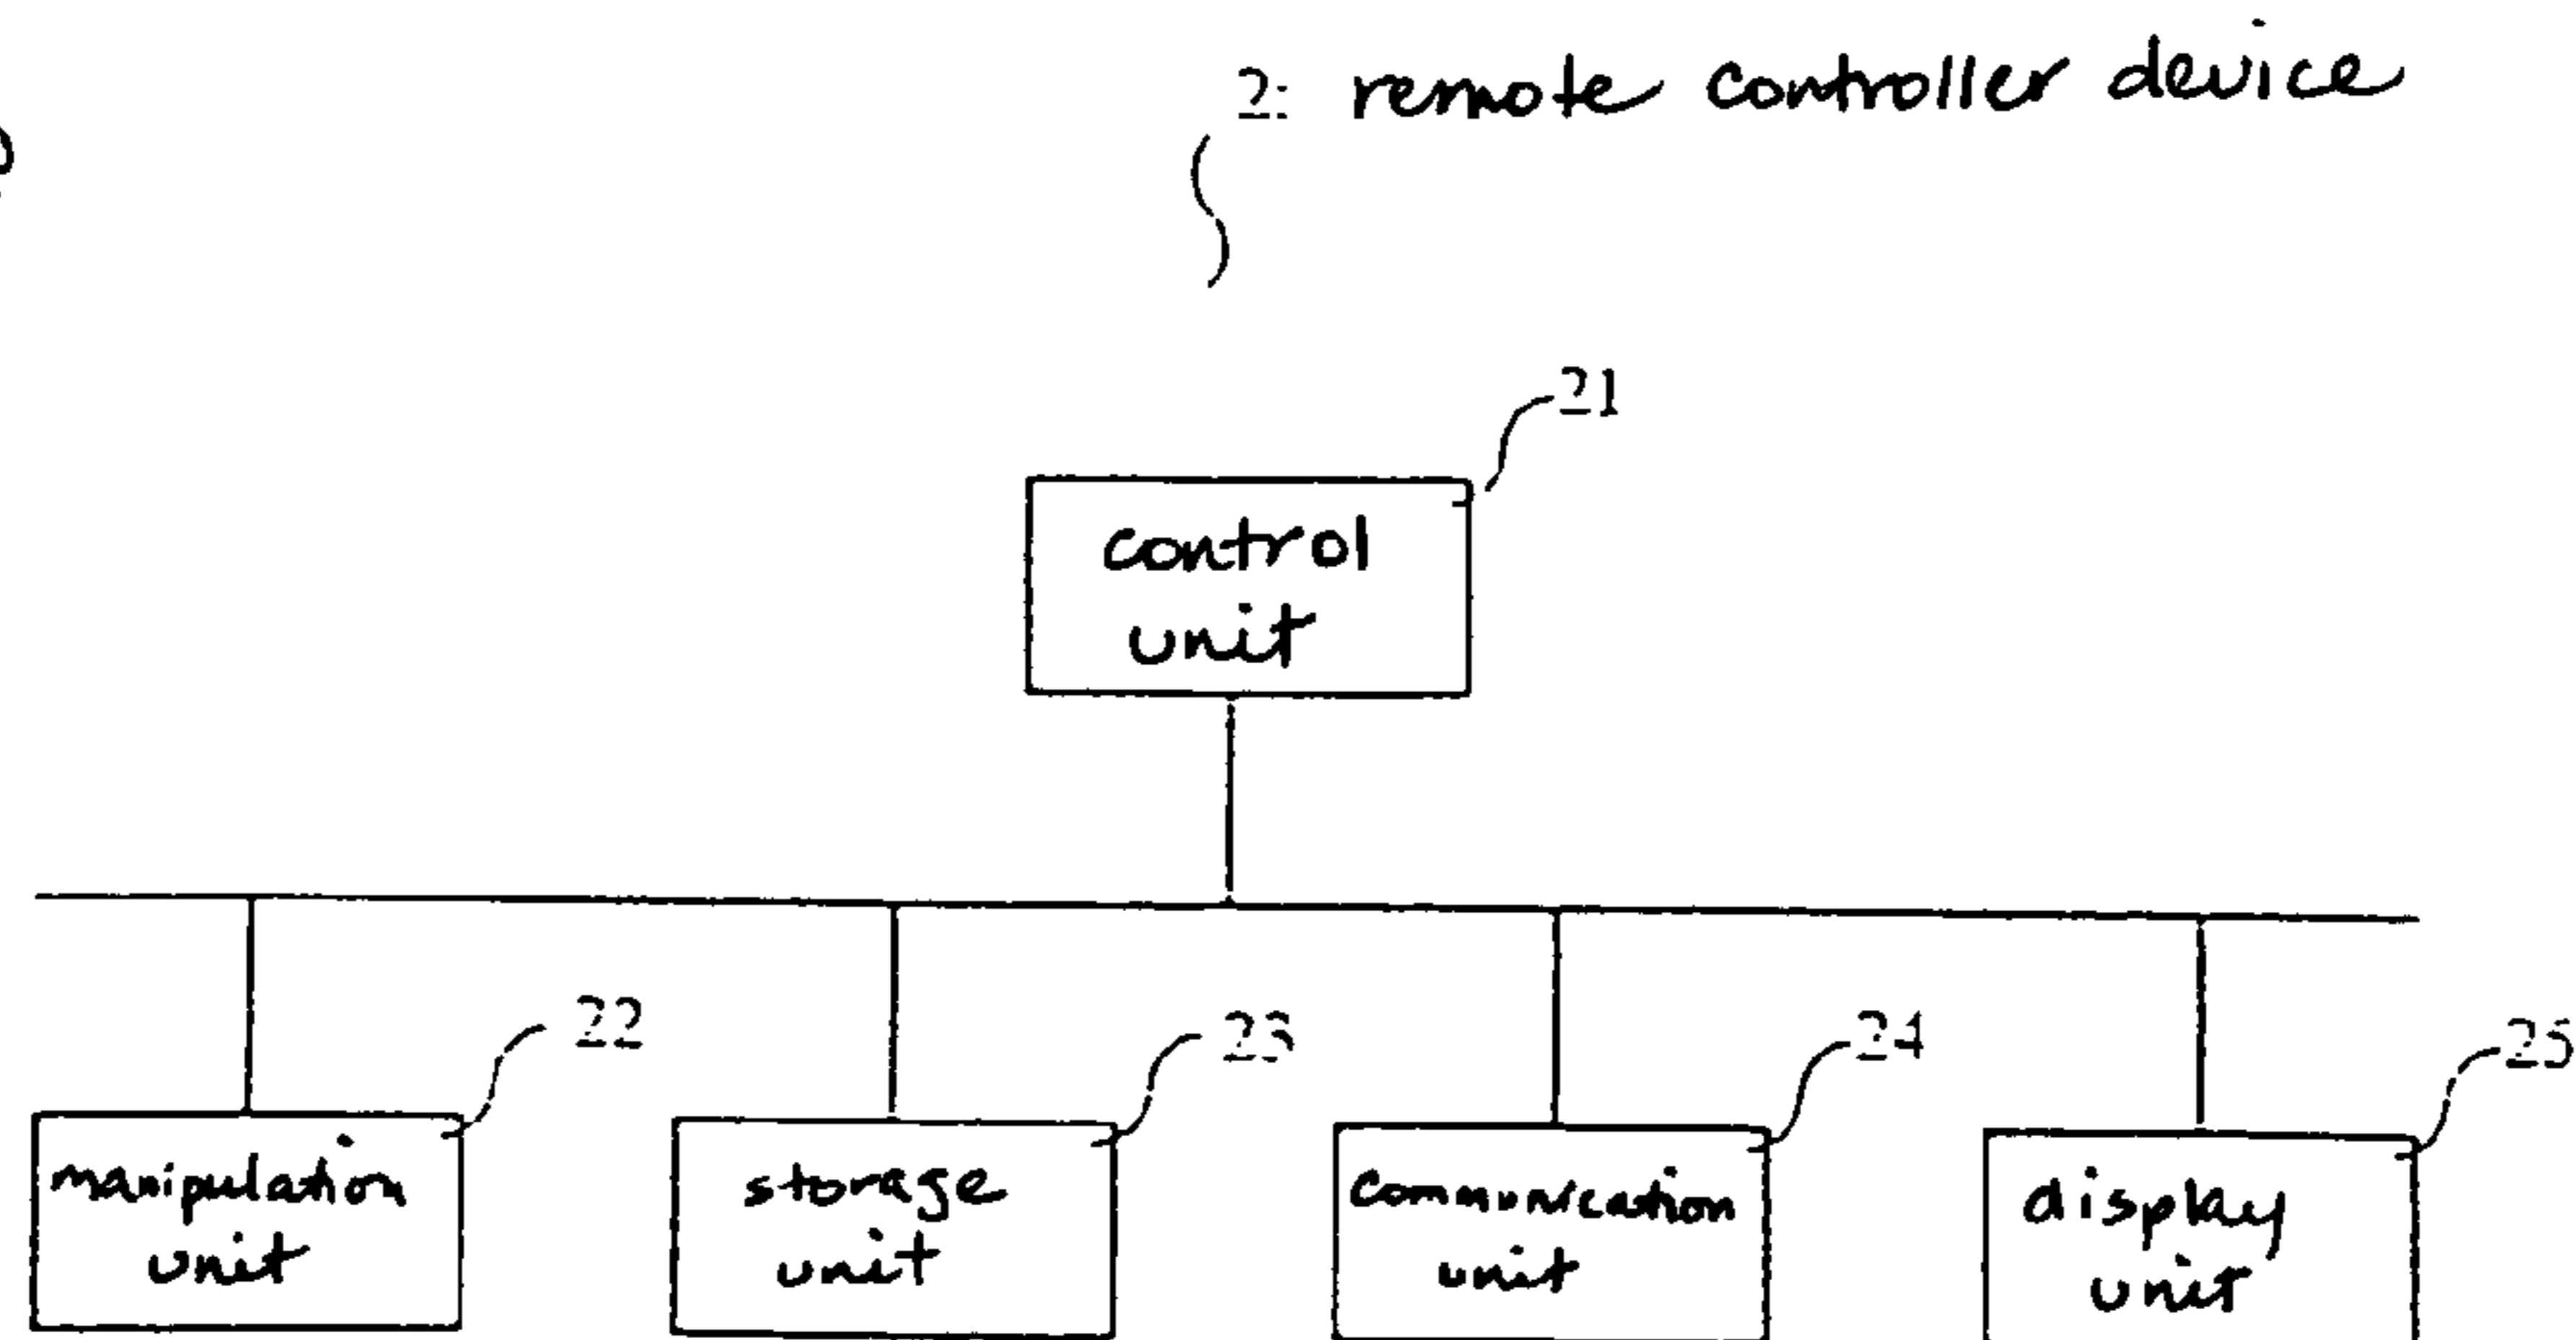 2: remote controller device
21
control
unit
22
23
24
25
manipulation
unit
storage
unit
communication
unit
display
unit